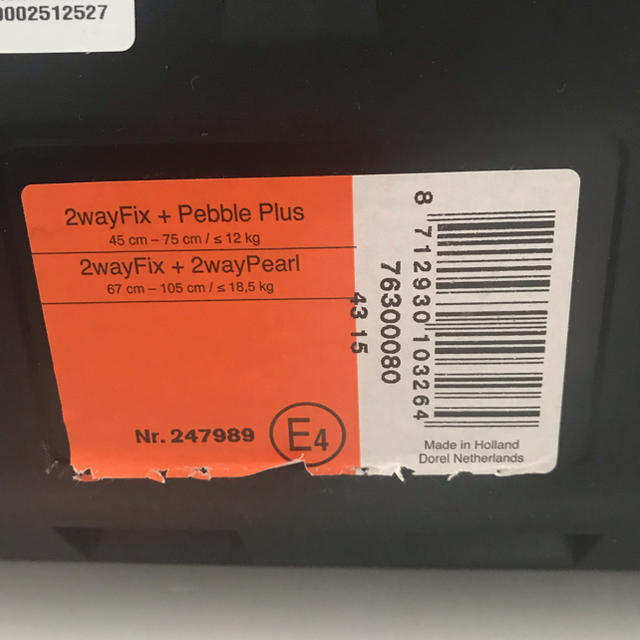 0002512527
2wayFix + Pebble Plus
45 cm – 75 cm / ≤ 12 kg
2wayFix + 2wayPearl
67 cm – 105 cm / ≤ 18,5 kg
Nr. 247989
E4
43 15
76300080
8 712930 103264
Made in Holland
Dorel Netherlands